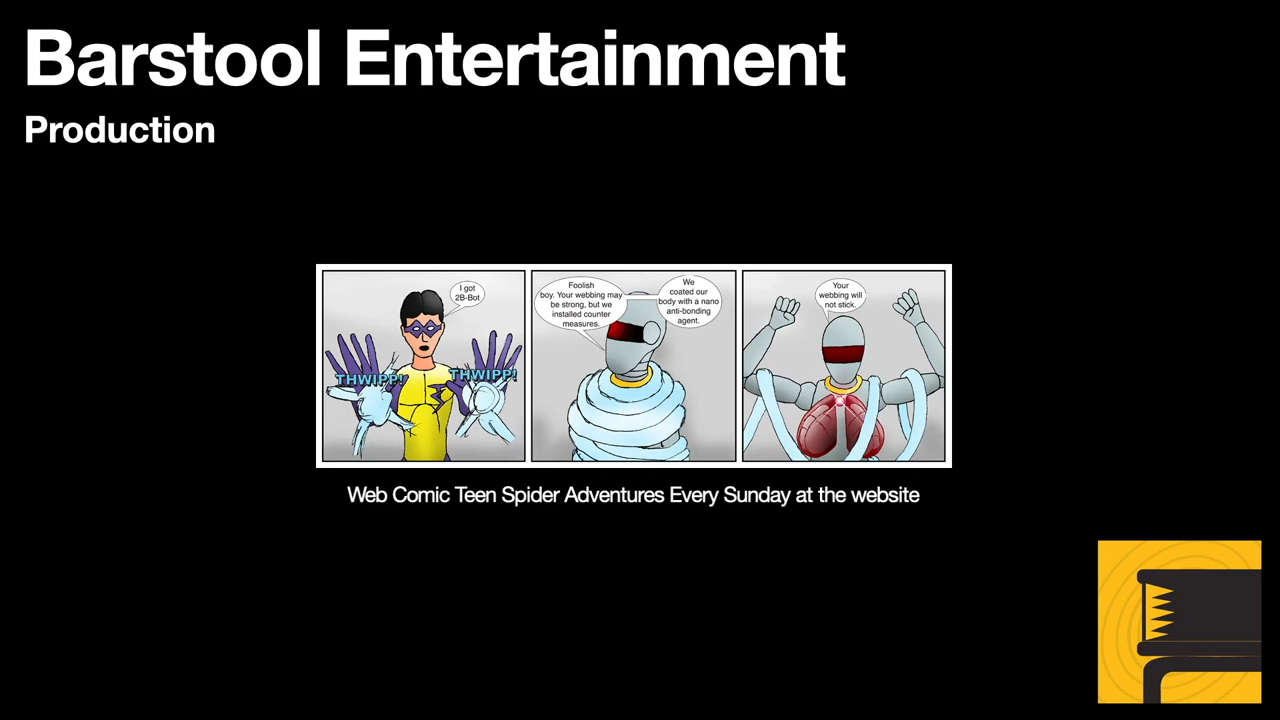 Barstool Entertainment
Production
I got
2B-Bot
THWIPP!
THWIPP!
Foolish
boy. Your webbing may
be strong, but we
installed counter
measures.
We
coated our
body with a nano
anti-bonding
agent.
Your
webbing will
not stick.
Web Comic Teen Spider Adventures Every Sunday at the website